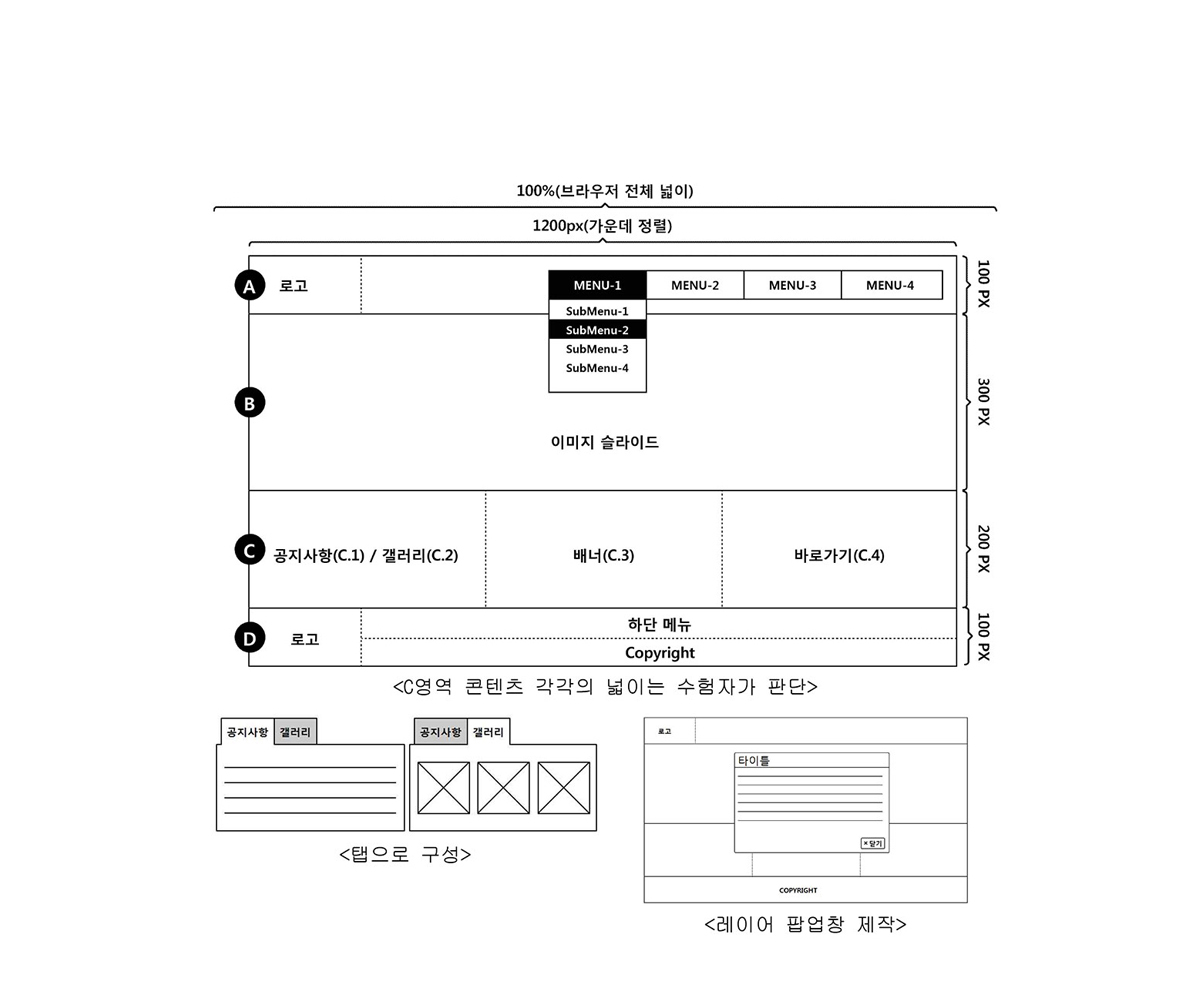 100%(브라우저 전체 넓이)
1200px(가운데 정렬)
A
로고
MENU-1
MENU-2
MENU-3
MENU-4
100 PX
SubMenu-1
SubMenu-2
SubMenu-3
SubMenu-4
B
이미지 슬라이드
300 PX
C
공지사항(C.1) / 갤러리(C.2)
배너(C.3)
바로가기(C.4)
200 PX
D
로고
하단 메뉴
Copyright
100 PX
<C영역 콘텐츠 각각의 넓이는 수험자가 판단>
공지사항
갤러리
공지사항
갤러리
<탭으로 구성>
로고
타이틀
× 닫기
COPYRIGHT
<레이어 팝업창 제작>